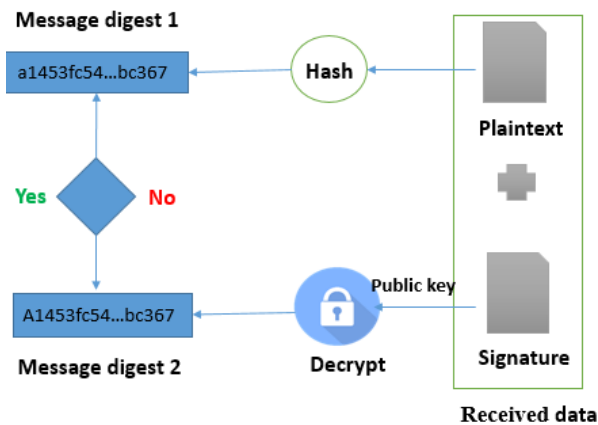 Message digest 1
a1453fc54...bc367
Hash
Plaintext
Yes
No
Public key
A1453fc54...bc367
Decrypt
Signature
Message digest 2
Received data